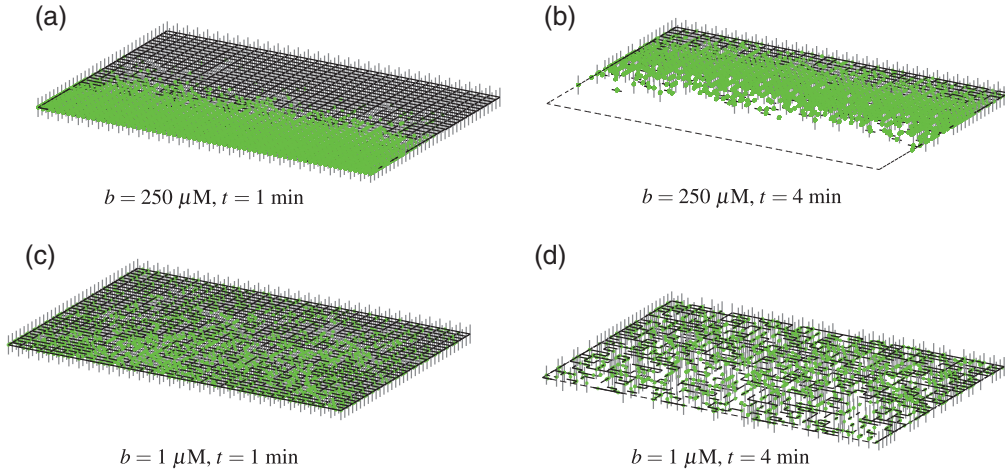 (a)
(b)
b = 250 μM, t = 1 min
b = 250 μM, t = 4 min
(c)
(d)
b = 1 μM, t = 1 min
b = 1 μM, t = 4 min